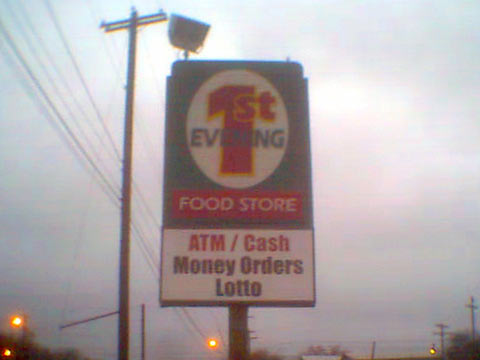 1st
EVENING
FOOD STORE
ATM / Cash
Money Orders
Lotto